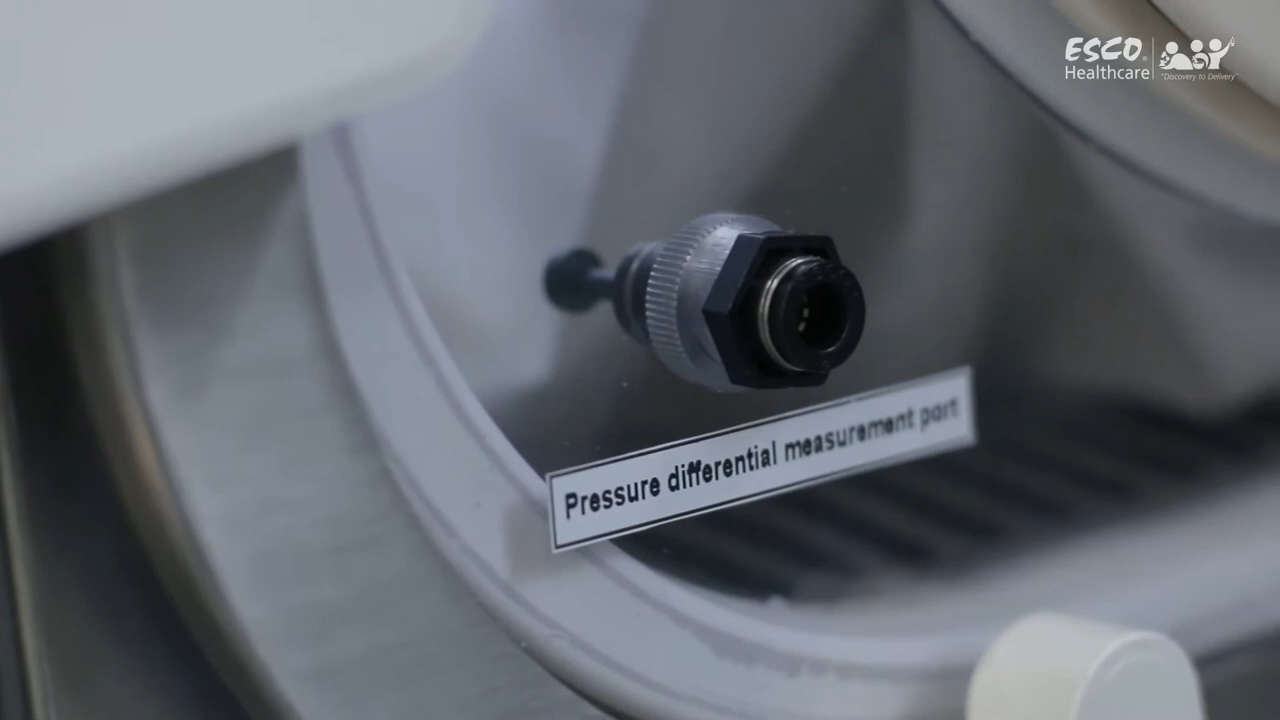 ESCO
Healthcare
"Discovery to Delivery"
Pressure differential measurement port